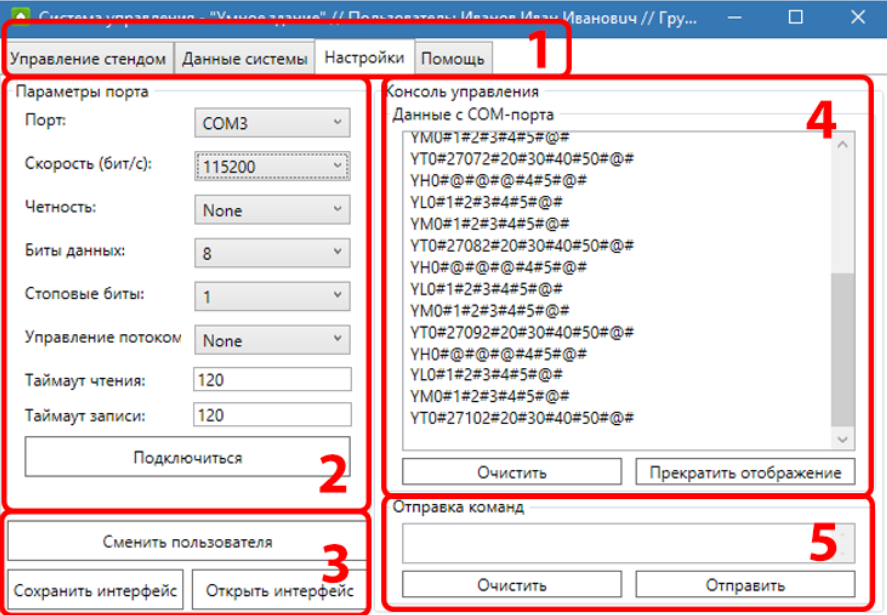 Система управления - "Умное здание" // Пользователь: Иванов Иван Иванович // Гру...
Управление стендом Данные системы Настройки Помощь
1
Параметры порта
Порт: COM3
Скорость (бит/с): 115200
Четность: None
Биты данных: 8
Стоповые биты: 1
Управление потоком None
Таймаут чтения: 120
Таймаут записи: 120
Подключиться
2
Сменить пользователя
3
Сохранить интерфейс Открыть интерфейс
Консоль управления
4
Данные с COM-порта
YM0#1#2#3#4#5#@#
YT0#27072#20#30#40#50#@#
YH0#@#@#@#4#5#@#
YL0#1#2#3#4#5#@#
YM0#1#2#3#4#5#@#
YT0#27082#20#30#40#50#@#
YH0#@#@#@#4#5#@#
YL0#1#2#3#4#5#@#
YM0#1#2#3#4#5#@#
YT0#27092#20#30#40#50#@#
YH0#@#@#@#4#5#@#
YL0#1#2#3#4#5#@#
YM0#1#2#3#4#5#@#
YT0#27102#20#30#40#50#@#
Очистить Прекратить отображение
Отправка команд
5
Очистить Отправить